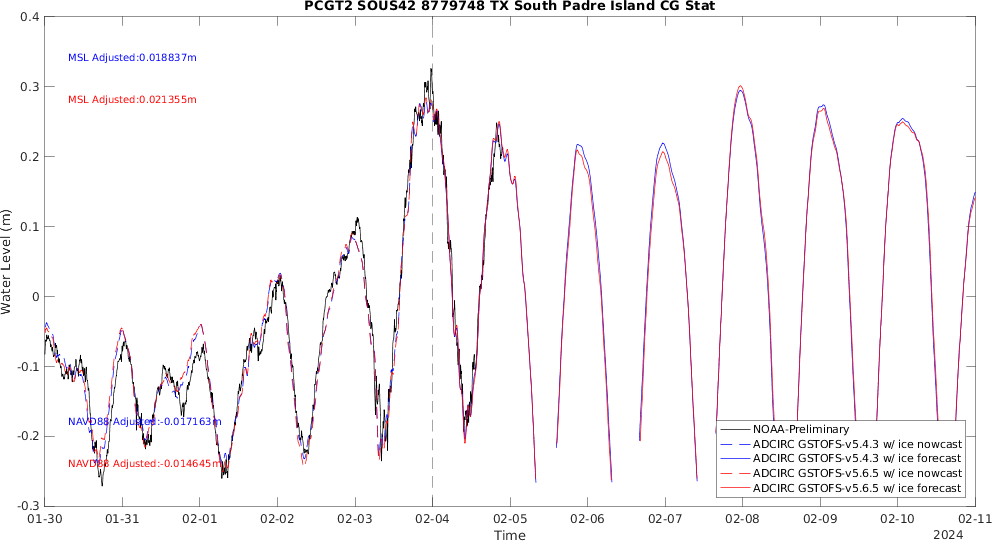 PCGT2 SOUS42 8779748 TX South Padre Island CG Stat
0.4
0.3
0.2
0.1
0
-0.1
-0.2
-0.3
Water Level (m)
MSL Adjusted:0.018837m
MSL Adjusted:0.021355m
NAVD88 Adjusted:-0.017163m
NAVD88 Adjusted:-0.014645m
NOAA-Preliminary
ADCIRC GSTOFS-v5.4.3 w/ ice nowcast
ADCIRC GSTOFS-v5.4.3 w/ ice forecast
ADCIRC GSTOFS-v5.6.5 w/ ice nowcast
ADCIRC GSTOFS-v5.6.5 w/ ice forecast
01-30 01-31 02-01 02-02 02-03 02-04 02-05 02-06 02-07 02-08 02-09 02-10 02-11
Time
2024